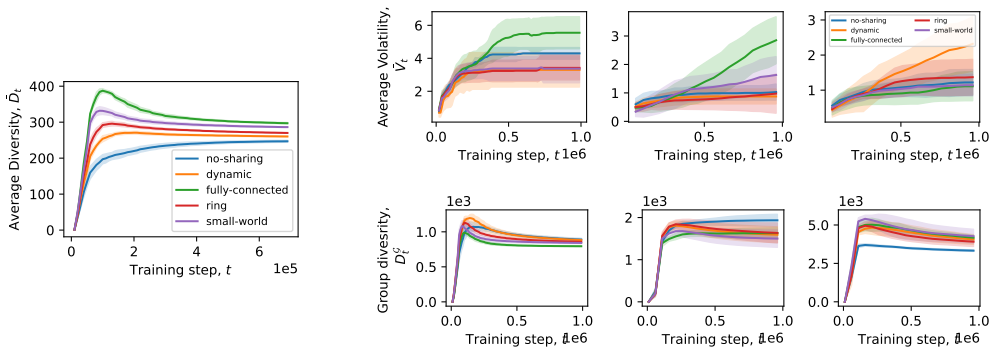 Average Diversity, D̄t
400
300
200
100
0
0
2
4
6
Training step, t
1e5
no-sharing
dynamic
fully-connected
ring
small-world
Average Volatility,
V̄t
6
4
2
0.0
0.5
1.0
Training step, t
1e6
3
2
1
0
0.0
0.5
1.0
Training step, t
1e6
3
2
1
0.0
0.5
1.0
Training step, t
1e6
no-sharing
dynamic
fully-connected
ring
small-world
Group divesrity,
DtG
1e3
1.0
0.5
0.0
0.0
0.5
1.0
Training step, t
1e6
1e3
2
1
0
0.0
0.5
1.0
Training step, t
1e6
1e3
5.0
2.5
0.0
0.0
0.5
1.0
Training step, t
1e6